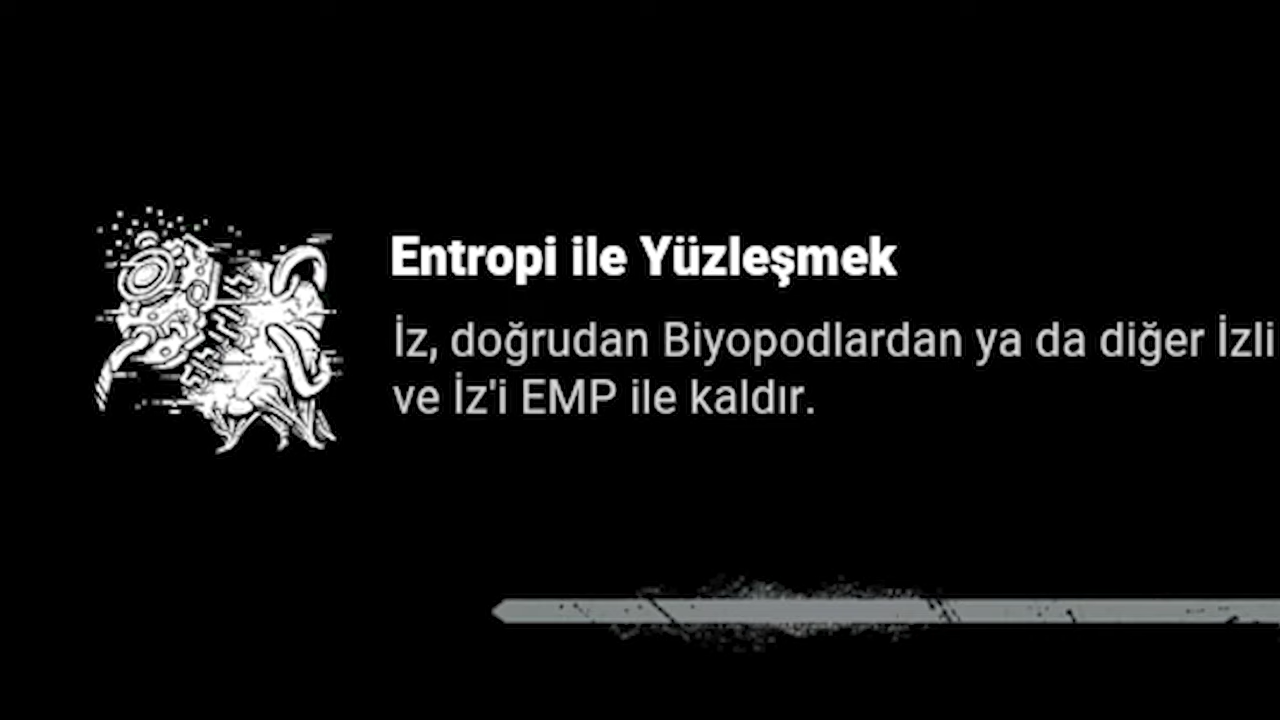 Entropi ile Yüzleşmek
İz, doğrudan Biyopodlardan ya da diğer İzli
ve İz'i EMP ile kaldır.